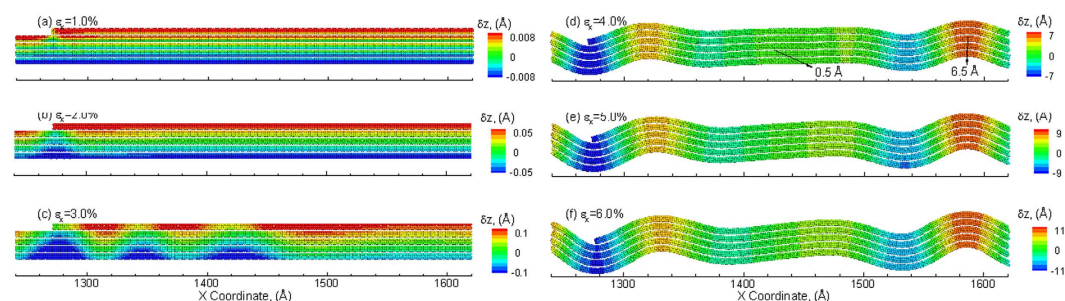 (a) εx=1.0%
δz, (Å)
0.008
0
-0.008
(b) εx=2.0%
δz, (Å)
0.05
0
-0.05
(c) εx=3.0%
δz, (Å)
0.1
0
-0.1
1300
1400
1500
1600
X Coordinate, (Å)
(d) εx=4.0%
0.5 Å
6.5 Å
δz, (Å)
7
0
-7
(e) εx=5.0%
δz, (Å)
9
0
-9
(f) εx=6.0%
δz, (Å)
11
0
-11
1300
1400
1500
1600
X Coordinate, (Å)